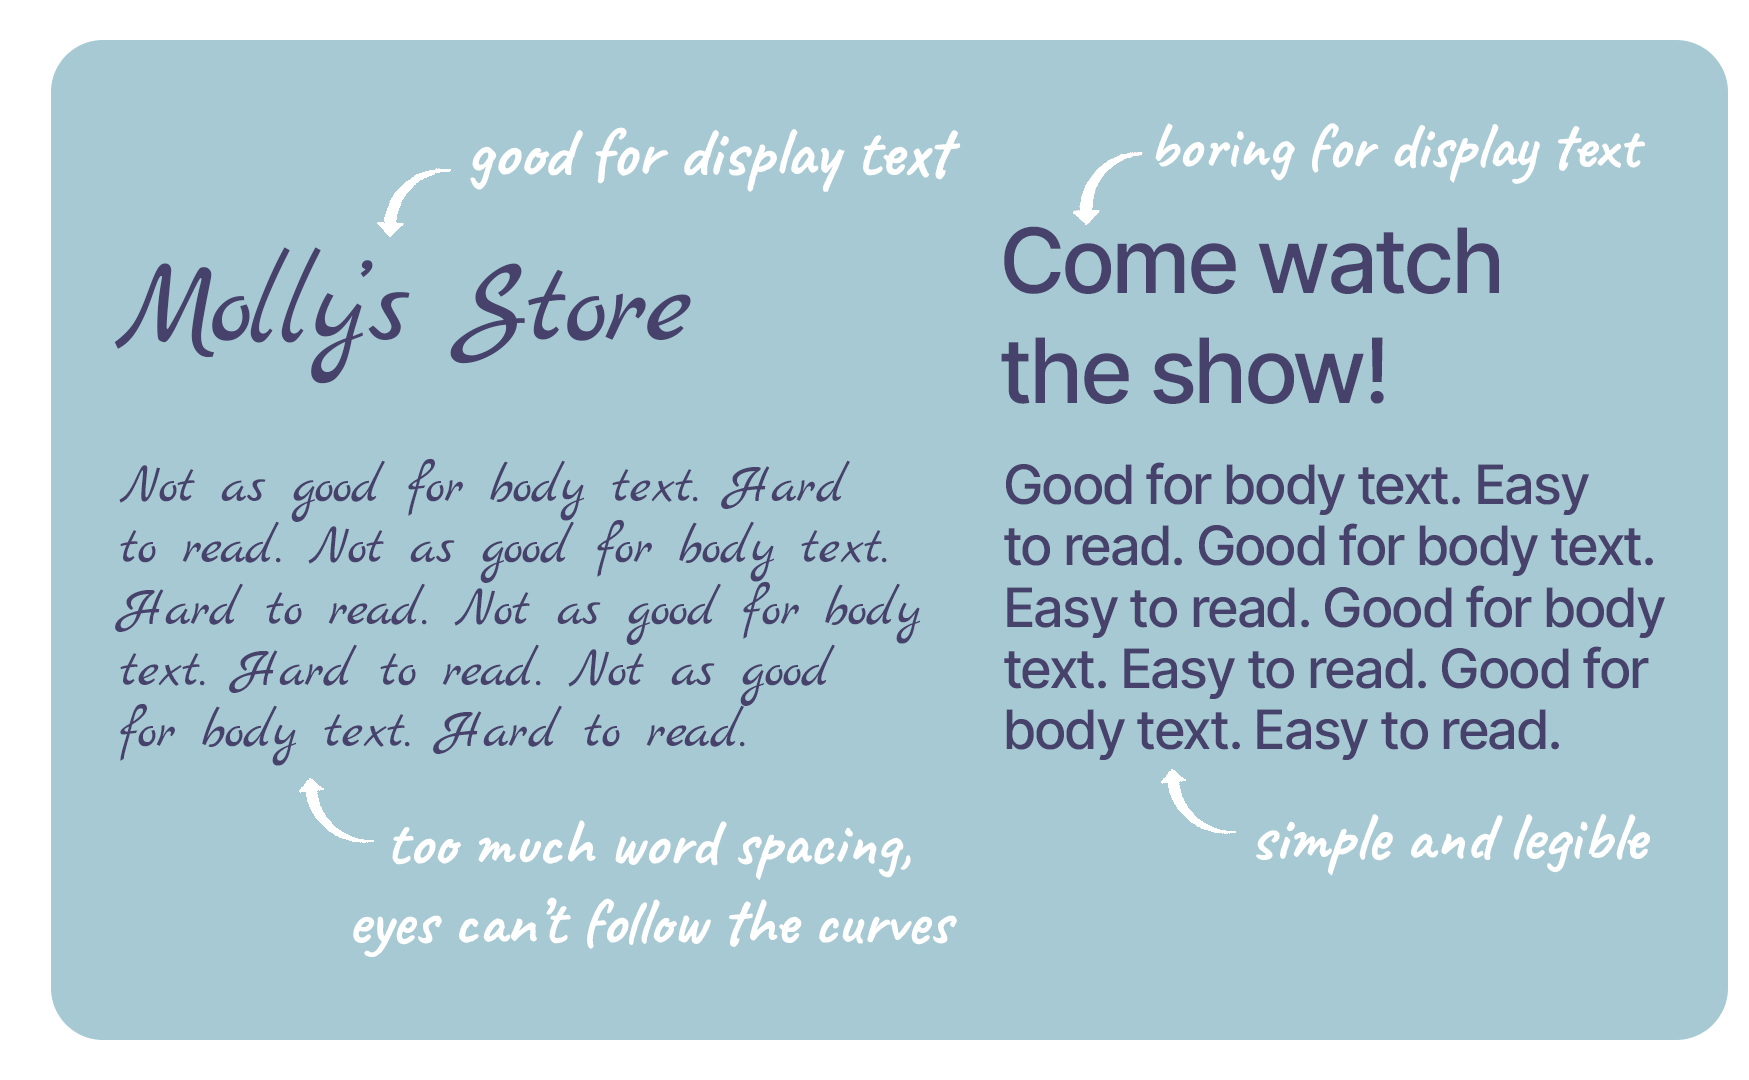 good for display text
Molly's Store
Not as good for body text. Hard
to read. Not as good for body text.
Hard to read. Not as good for body
text. Hard to read. Not as good
for body text. Hard to read.
too much word spacing,
eyes can't follow the curves
boring for display text
Come watch
the show!
Good for body text. Easy
to read. Good for body text.
Easy to read. Good for body
text. Easy to read. Good for
body text. Easy to read.
simple and legible